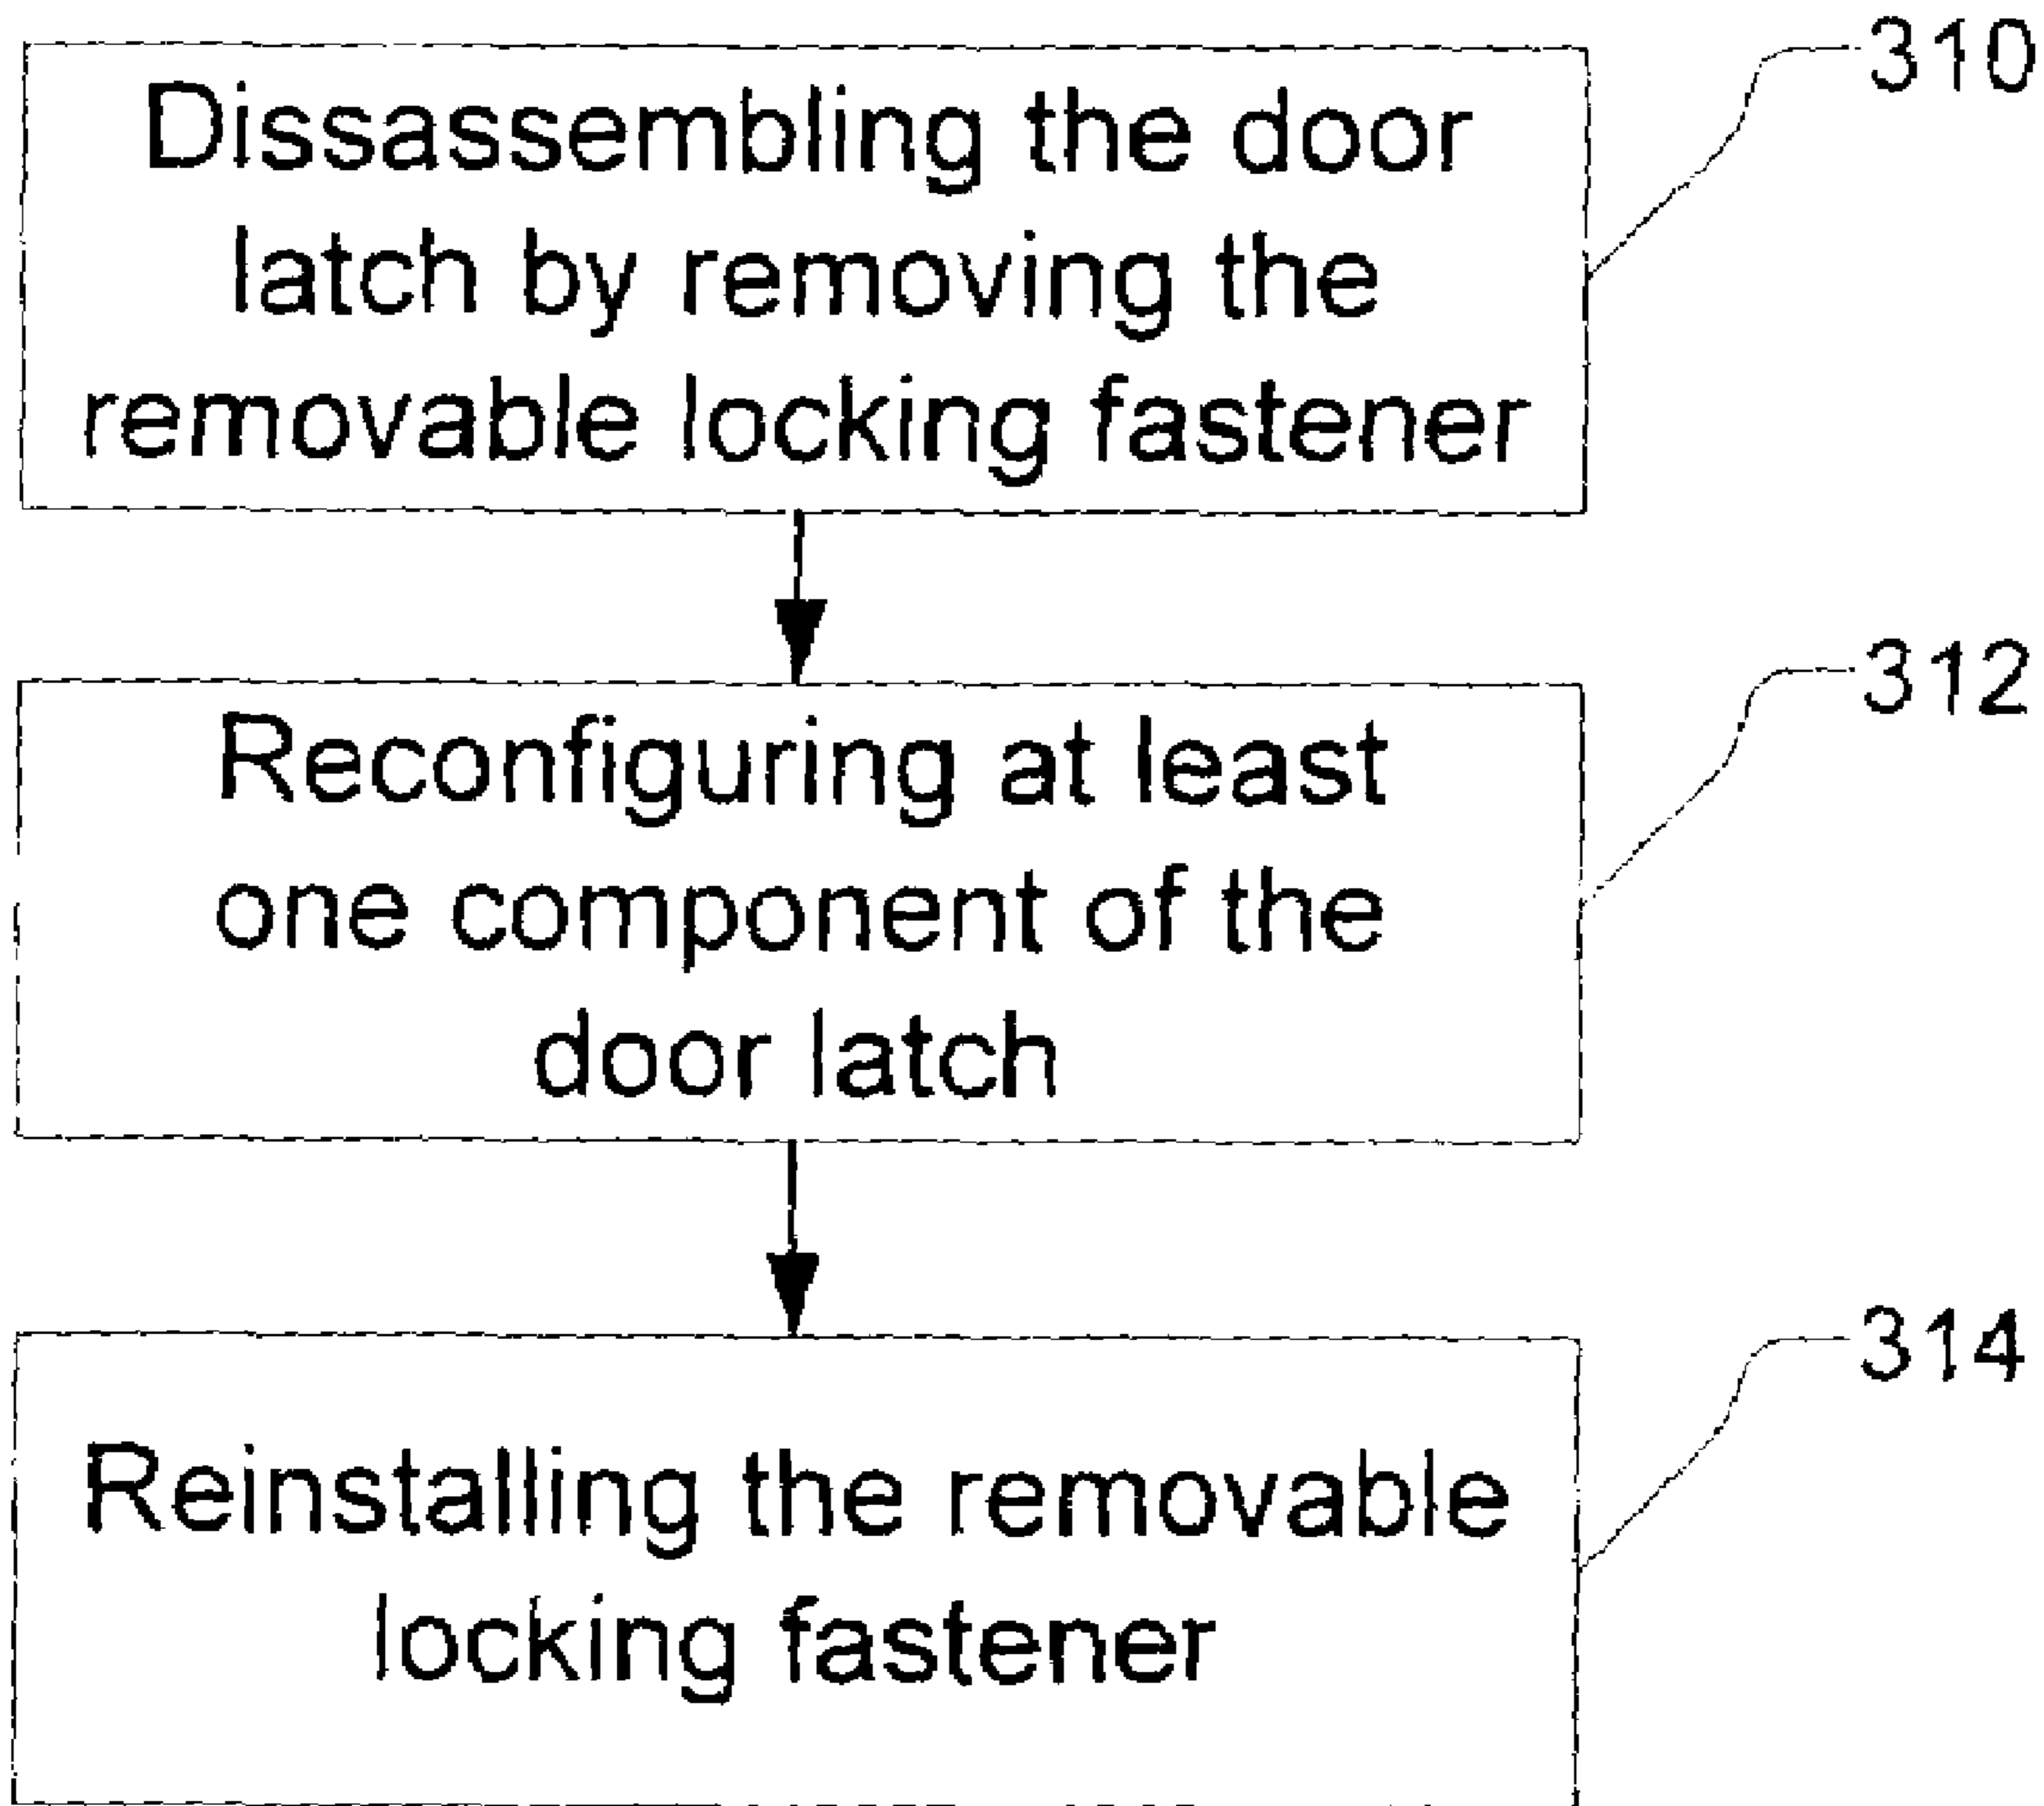 Dissassembling the door
latch by removing the
removable locking fastener
310
Reconfiguring at least
one component of the
door latch
312
Reinstalling the removable
locking fastener
314